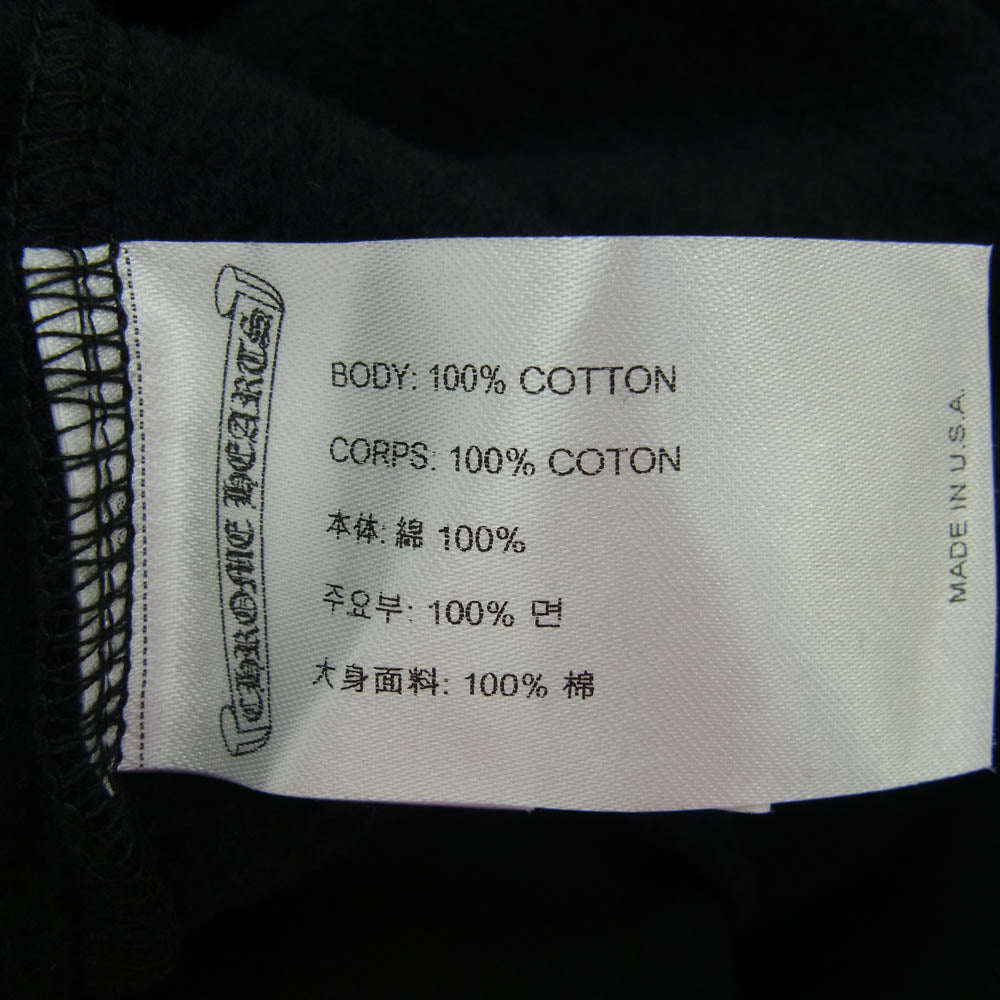 CHROME HEARTS
BODY: 100% COTTON
CORPS: 100% COTON
本体: 綿 100%
주요부: 100% 면
大身面料: 100% 棉
MADE IN U.S.A.